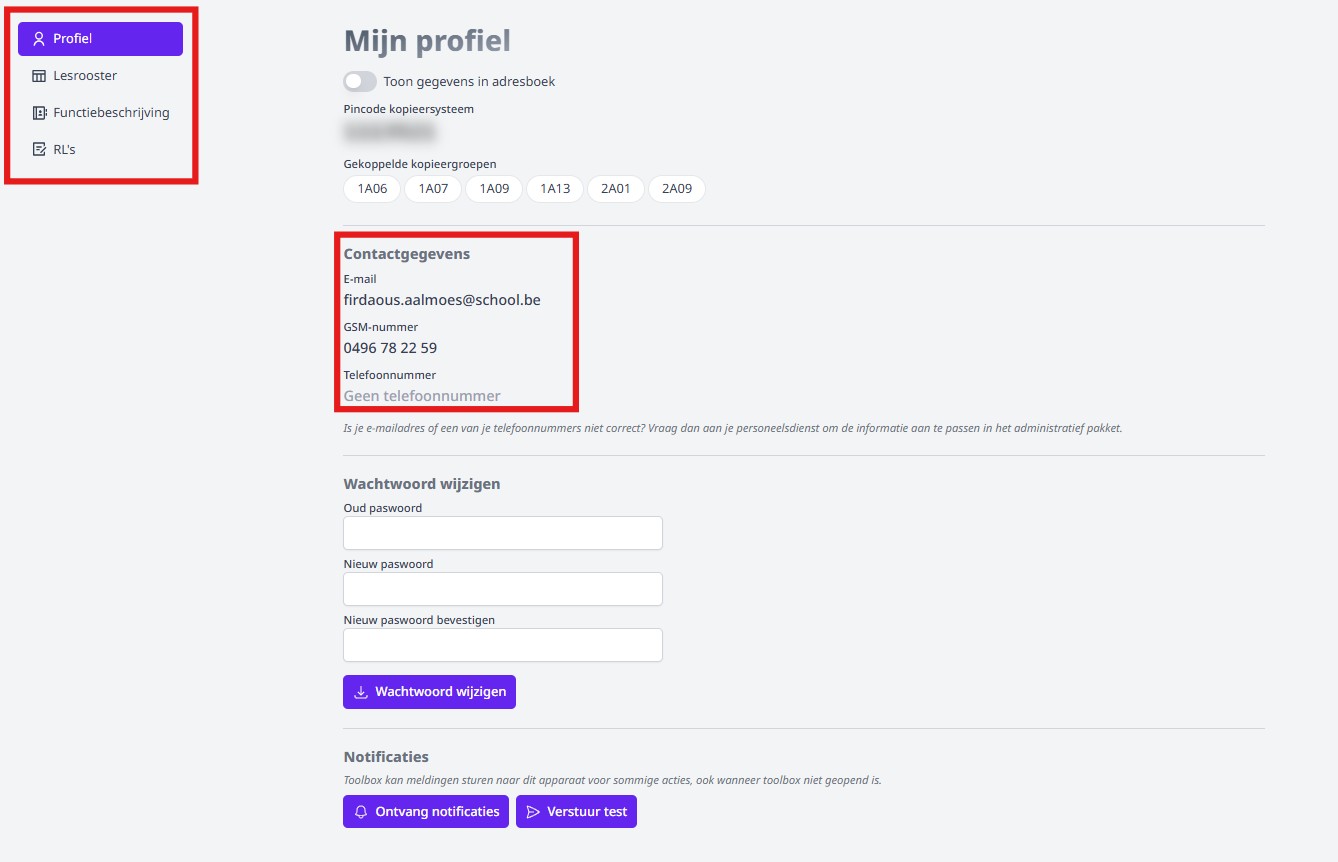 Profiel
Lesrooster
Functiebeschrijving
RL's
Mijn profiel
Toon gegevens in adresboek
Pincode kopieersysteem
Gekoppelde kopieergroepen
1A06 1A07 1A09 1A13 2A01 2A09
Contactgegevens
E-mail
firdaous.aalmoes@school.be
GSM-nummer
0496 78 22 59
Telefoonnummer
Geen telefoonnummer
Is je e-mailadres of een van je telefoonnummers niet correct? Vraag dan aan je personeelsdienst om de informatie aan te passen in het administratief pakket.
Wachtwoord wijzigen
Oud paswoord
Nieuw paswoord
Nieuw paswoord bevestigen
Wachtwoord wijzigen
Notificaties
Toolbox kan meldingen sturen naar dit apparaat voor sommige acties, ook wanneer toolbox niet geopend is.
Ontvang notificaties Verstuur test